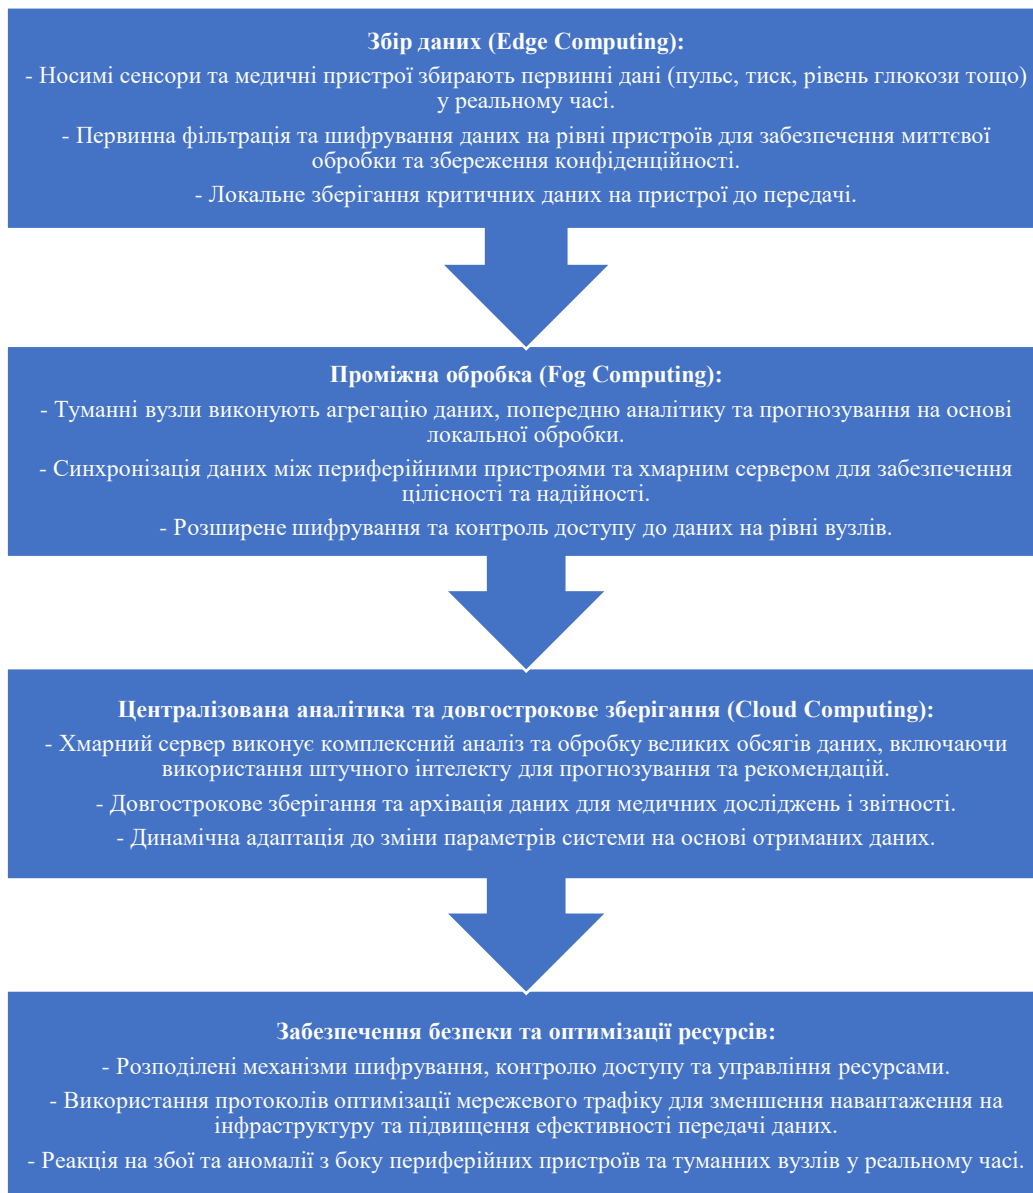 Збір даних (Edge Computing):
- Носимі сенсори та медичні пристрої збирають первинні дані (пульс, тиск, рівень глюкози тощо)
у реальному часі.
- Первинна фільтрація та шифрування даних на рівні пристроїв для забезпечення миттєвої
обробки та збереження конфіденційності.
- Локальне зберігання критичних даних на пристрої до передачі.
Проміжна обробка (Fog Computing):
- Туманні вузли виконують агрегацію даних, попередню аналітику та прогнозування на основі
локальної обробки.
- Синхронізація даних між периферійними пристроями та хмарним сервером для забезпечення
цілісності та надійності.
- Розширене шифрування та контроль доступу до даних на рівні вузлів.
Централізована аналітика та довгострокове зберігання (Cloud Computing):
- Хмарний сервер виконує комплексний аналіз та обробку великих обсягів даних, включаючи
використання штучного інтелекту для прогнозування та рекомендацій.
- Довгострокове зберігання та архівація даних для медичних досліджень і звітності.
- Динамічна адаптація до зміни параметрів системи на основі отриманих даних.
Забезпечення безпеки та оптимізації ресурсів:
- Розподілені механізми шифрування, контролю доступу та управління ресурсами.
- Використання протоколів оптимізації мережевого трафіку для зменшення навантаження на
інфраструктуру та підвищення ефективності передачі даних.
- Реакція на збої та аномалії з боку периферійних пристроїв та туманних вузлів у реальному часі.